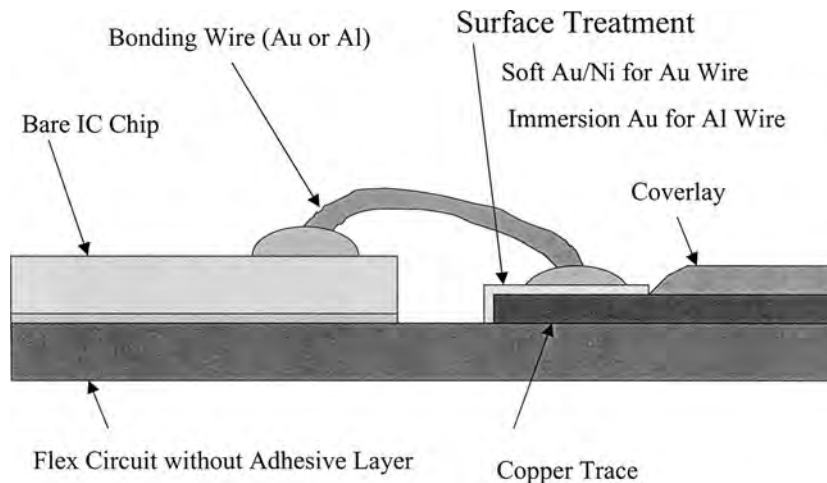 Bonding Wire (Au or Al)
Surface Treatment
Soft Au/Ni for Au Wire
Bare IC Chip
Immersion Au for Al Wire
Coverlay
Flex Circuit without Adhesive Layer
Copper Trace